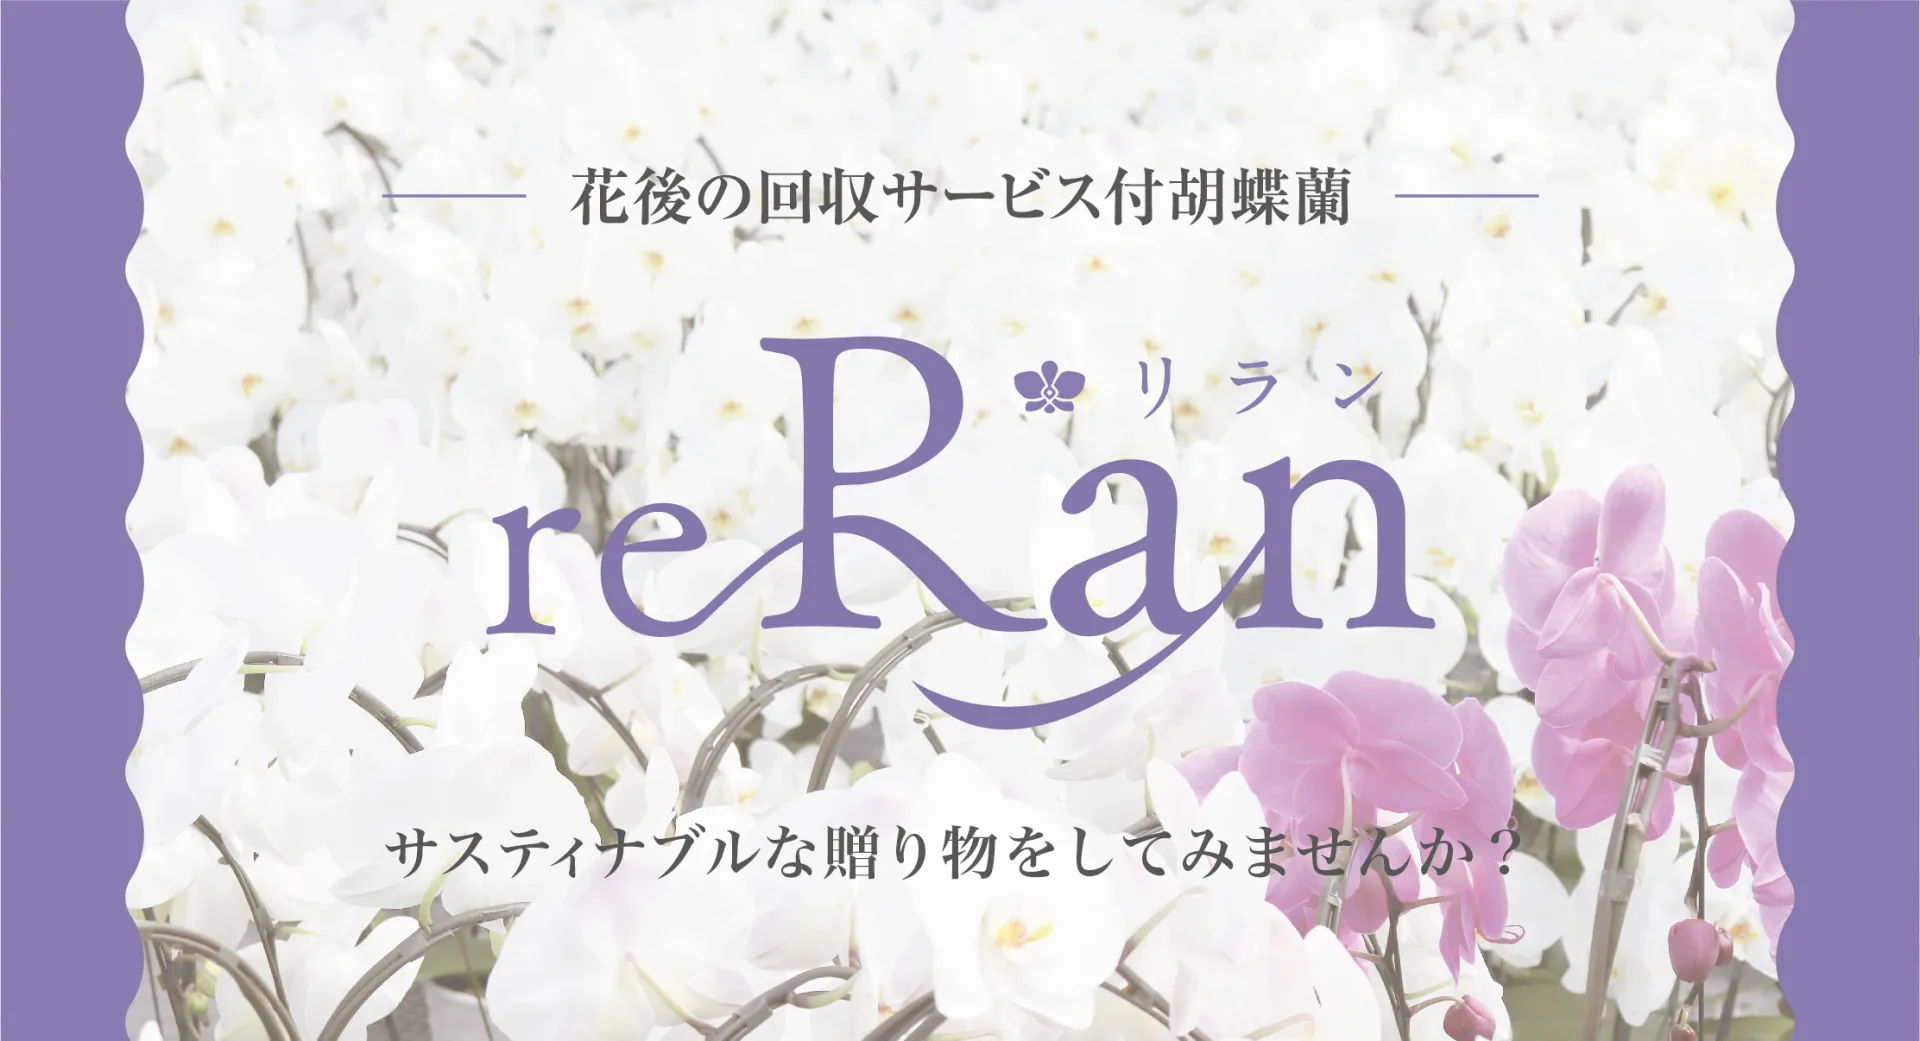 花後の回収サービス付胡蝶蘭
リラン
reRan
サスティナブルな贈り物をしてみませんか？